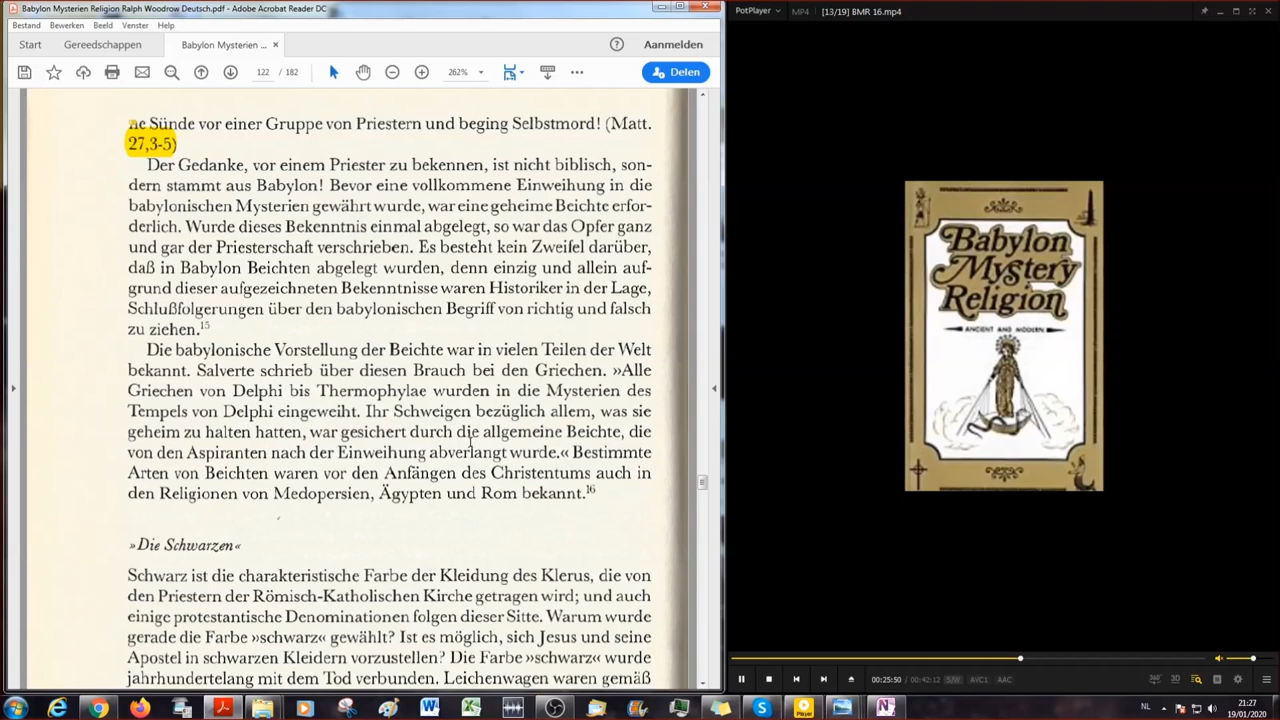 Babylon Mysterien Religion Ralph Woodrow Deutsch.pdf - Adobe Acrobat Reader DC
Bestand Bewerken Beeld Venster Help
Start Gereedschappen Babylon Mysterien ... × Aanmelden
122 / 182 262% Delen
ne Sünde vor einer Gruppe von Priestern und beging Selbstmord! (Matt.
27,3-5)
Der Gedanke, vor einem Priester zu bekennen, ist nicht biblisch, son-
dern stammt aus Babylon! Bevor eine vollkommene Einweihung in die
babylonischen Mysterien gewährt wurde, war eine geheime Beichte erfor-
derlich. Wurde dieses Bekenntnis einmal abgelegt, so war das Opfer ganz
und gar der Priesterschaft verschrieben. Es besteht kein Zweifel darüber,
daß in Babylon Beichten abgelegt wurden, denn einzig und allein auf-
grund dieser aufgezeichneten Bekenntnisse waren Historiker in der Lage,
Schlußfolgerungen über den babylonischen Begriff von richtig und falsch
zu ziehen.15
Die babylonische Vorstellung der Beichte war in vielen Teilen der Welt
bekannt. Salverte schrieb über diesen Brauch bei den Griechen. »Alle
Griechen von Delphi bis Thermophylae wurden in die Mysterien des
Tempels von Delphi eingeweiht. Ihr Schweigen bezüglich allem, was sie
geheim zu halten hatten, war gesichert durch die allgemeine Beichte, die
von den Aspiranten nach der Einweihung abverlangt wurde.« Bestimmte
Arten von Beichten waren vor den Anfängen des Christentums auch in
den Religionen von Medopersien, Ägypten und Rom bekannt.16
»Die Schwarzen«
Schwarz ist die charakteristische Farbe der Kleidung des Klerus, die von
den Priestern der Römisch-Katholischen Kirche getragen wird; und auch
einige protestantische Denominationen folgen dieser Sitte. Warum wurde
gerade die Farbe »schwarz« gewählt? Ist es möglich, sich Jesus und seine
Apostel in schwarzen Kleidern vorzustellen? Die Farbe »schwarz« wurde
jahrhundertelang mit dem Tod verbunden. Leichenwagen waren gemäß
PotPlayer MP4 [13/19] BMR 16.mp4
Babylon
Mystery
Religion
ANCIENT AND MODERN
00:25:50 / 00:42:12 S/W AVC1 AAC
360° 3D
NL 21:27
19/01/2020